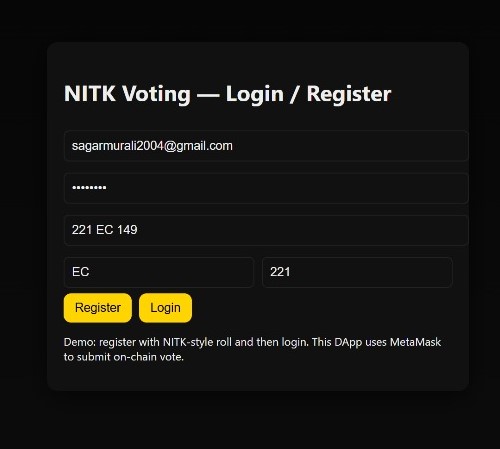 NITK Voting — Login / Register
sagarmurali2004@gmail.com
••••••••
221 EC 149
EC 221
Register Login
Demo: register with NITK-style roll and then login. This DApp uses MetaMask
to submit on-chain vote.